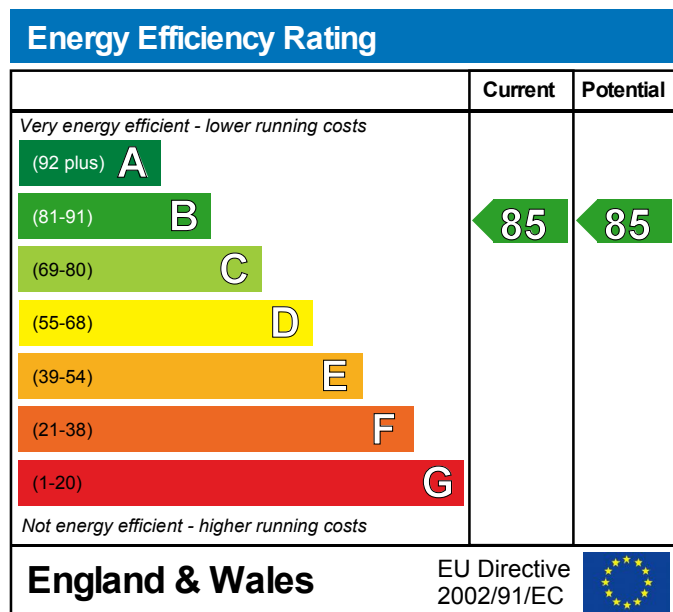 Energy Efficiency Rating
Current Potential
Very energy efficient - lower running costs
(92 plus) A
(81-91) B 85 85
(69-80) C
(55-68) D
(39-54) E
(21-38) F
(1-20) G
Not energy efficient - higher running costs
England & Wales
EU Directive
2002/91/EC